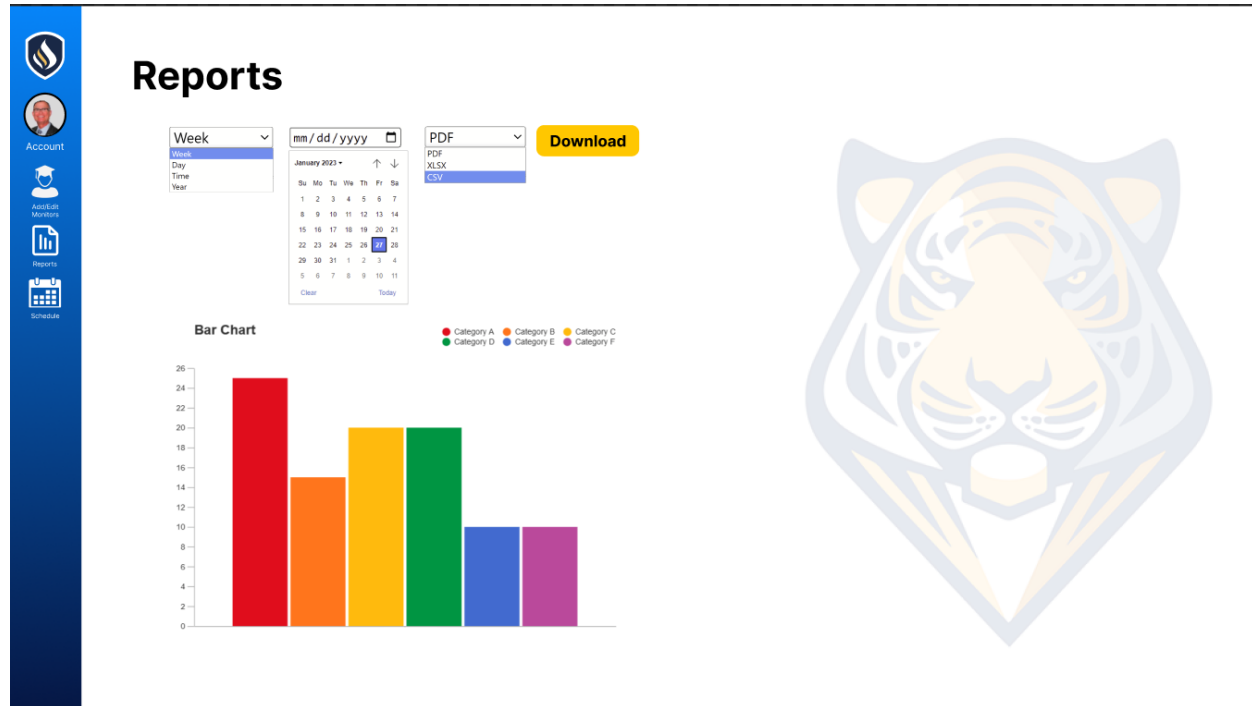 Reports
Account
Add/Edit
Monitors
Reports
Schedule
Week
Week
Day
Time
Year
mm/dd/yyyy
January 2023
Su Mo Tu We Th Fr Sa
1 2 3 4 5 6 7
8 9 10 11 12 13 14
15 16 17 18 19 20 21
22 23 24 25 26 27 28
29 30 31 1 2 3 4
5 6 7 8 9 10 11
Clear Today
PDF
PDF
XLSX
CSV
Download
Bar Chart
Category A Category B Category C
Category D Category E Category F
26
24
22
20
18
16
14
12
10
8
6
4
2
0